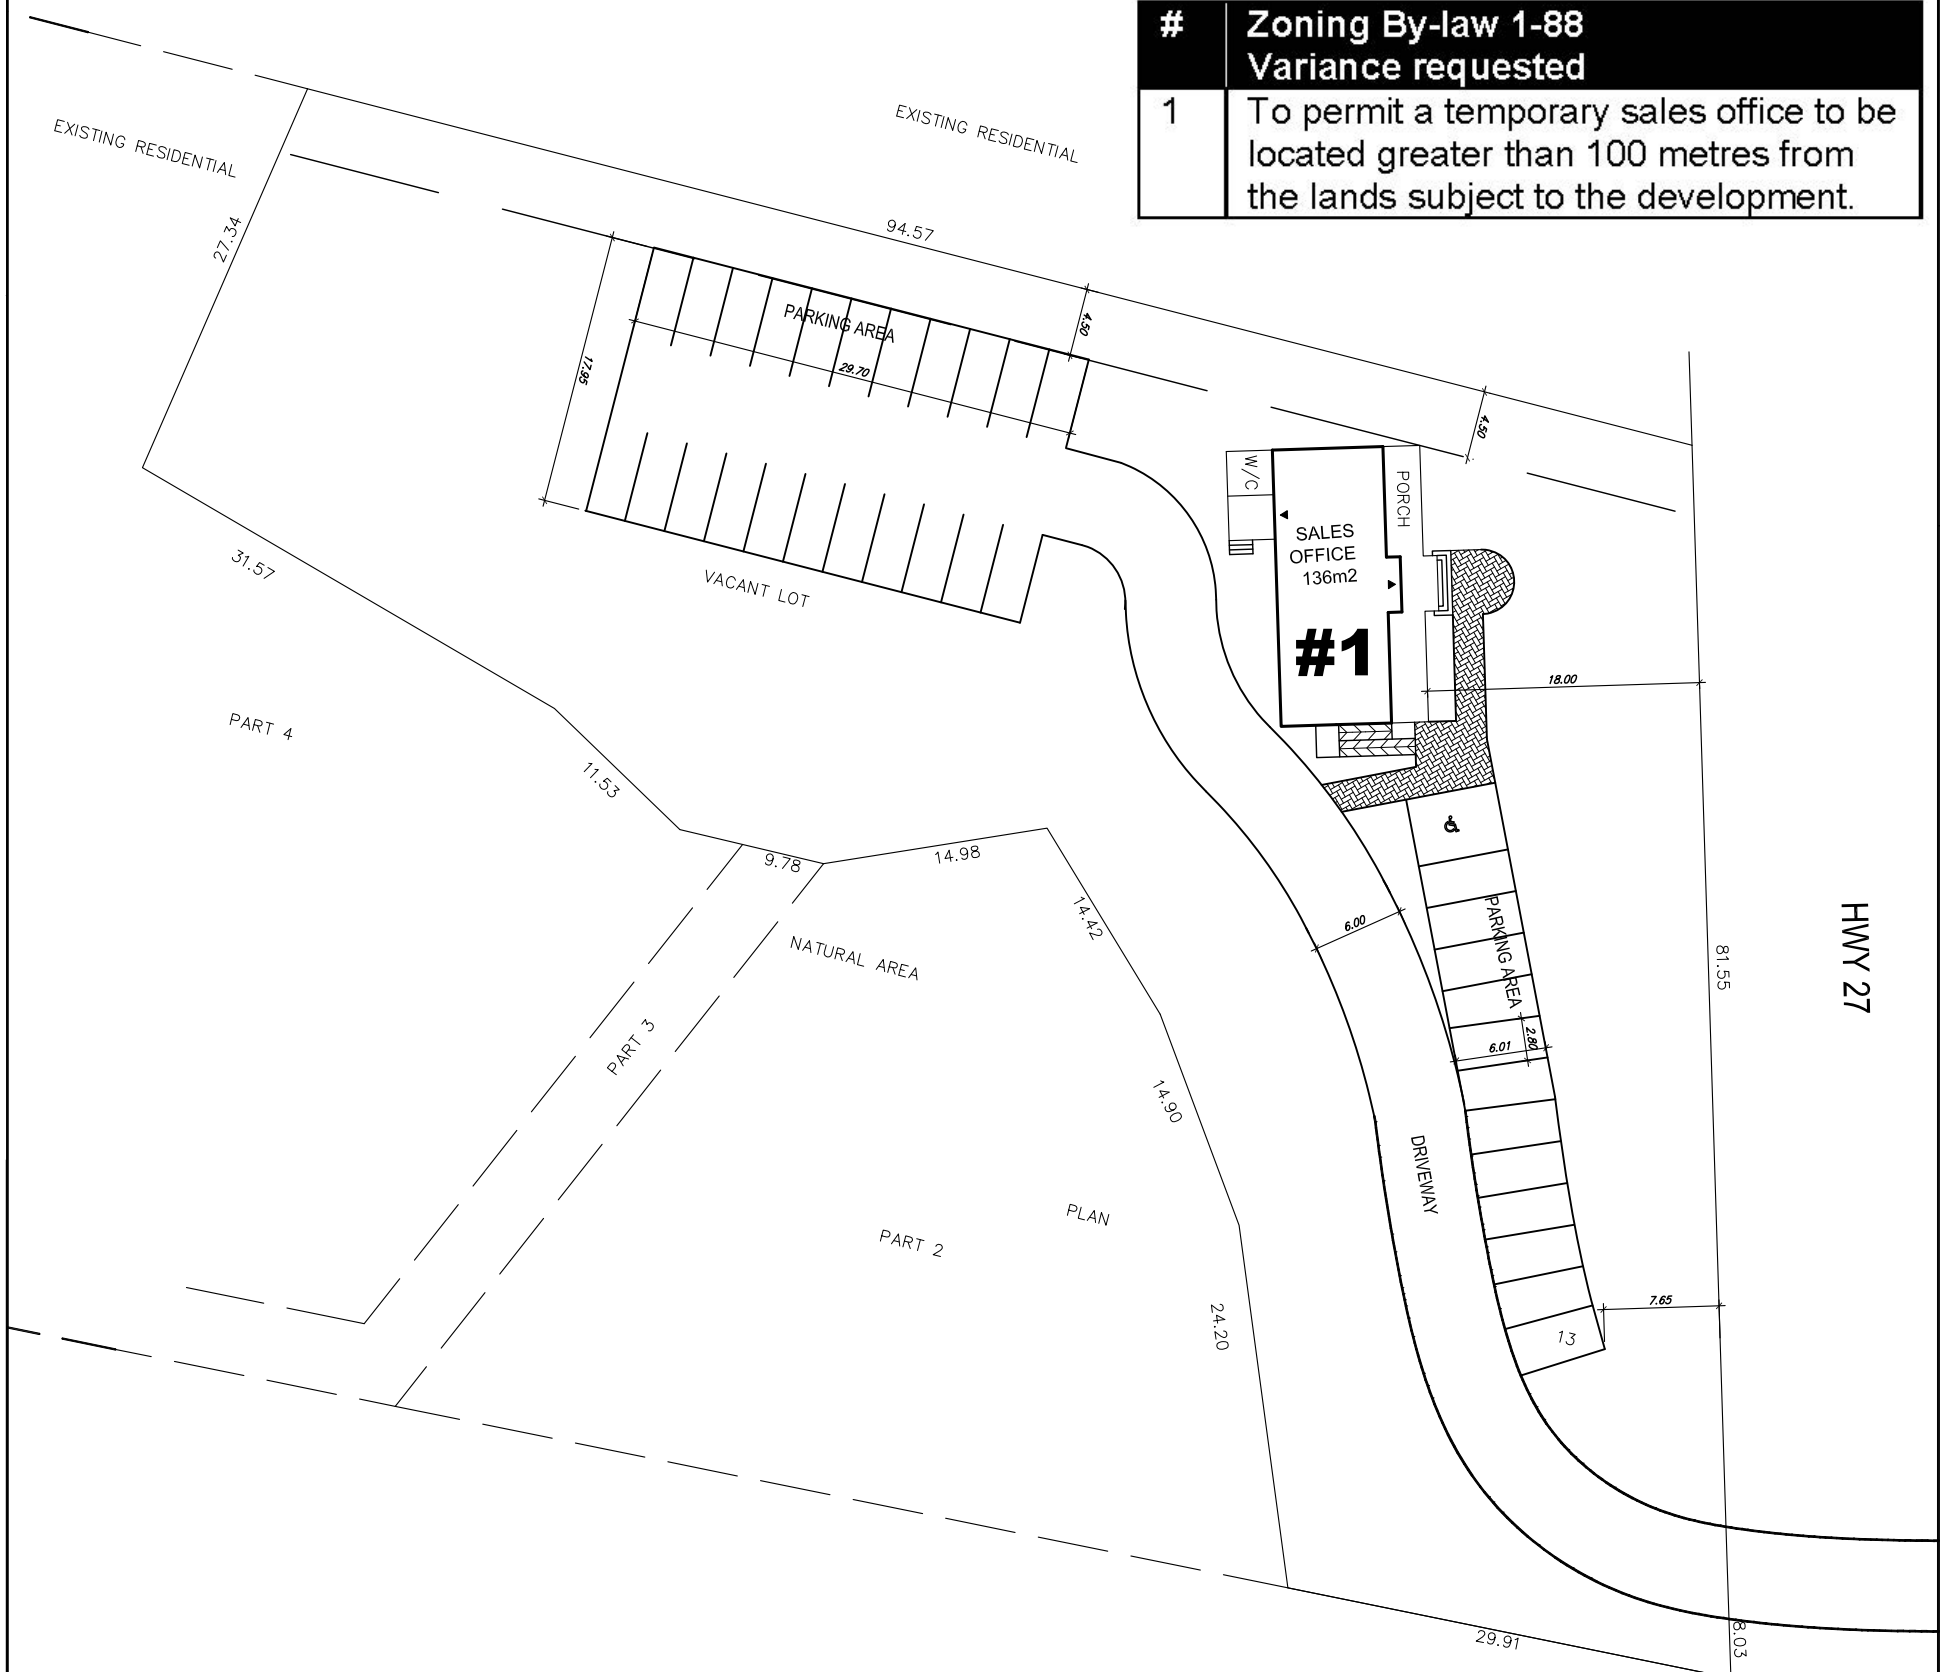 # Zoning By-law 1-88
Variance requested
1 To permit a temporary sales office to be
located greater than 100 metres from
the lands subject to the development.
EXISTING RESIDENTIAL
EXISTING RESIDENTIAL
27.34
94.57
4.50
PARKING AREA
29.70
17.95
4.50
W/C
PORCH
SALES
OFFICE
136m2
#1
VACANT LOT
31.57
18.00
PART 4
11.53
9.78
14.98
14.42
6.00
PARKING AREA
HWY 27
81.55
NATURAL AREA
PART 3
2.80
6.01
14.90
DRIVEWAY
PLAN
PART 2
24.20
7.65
13
29.91
8.03